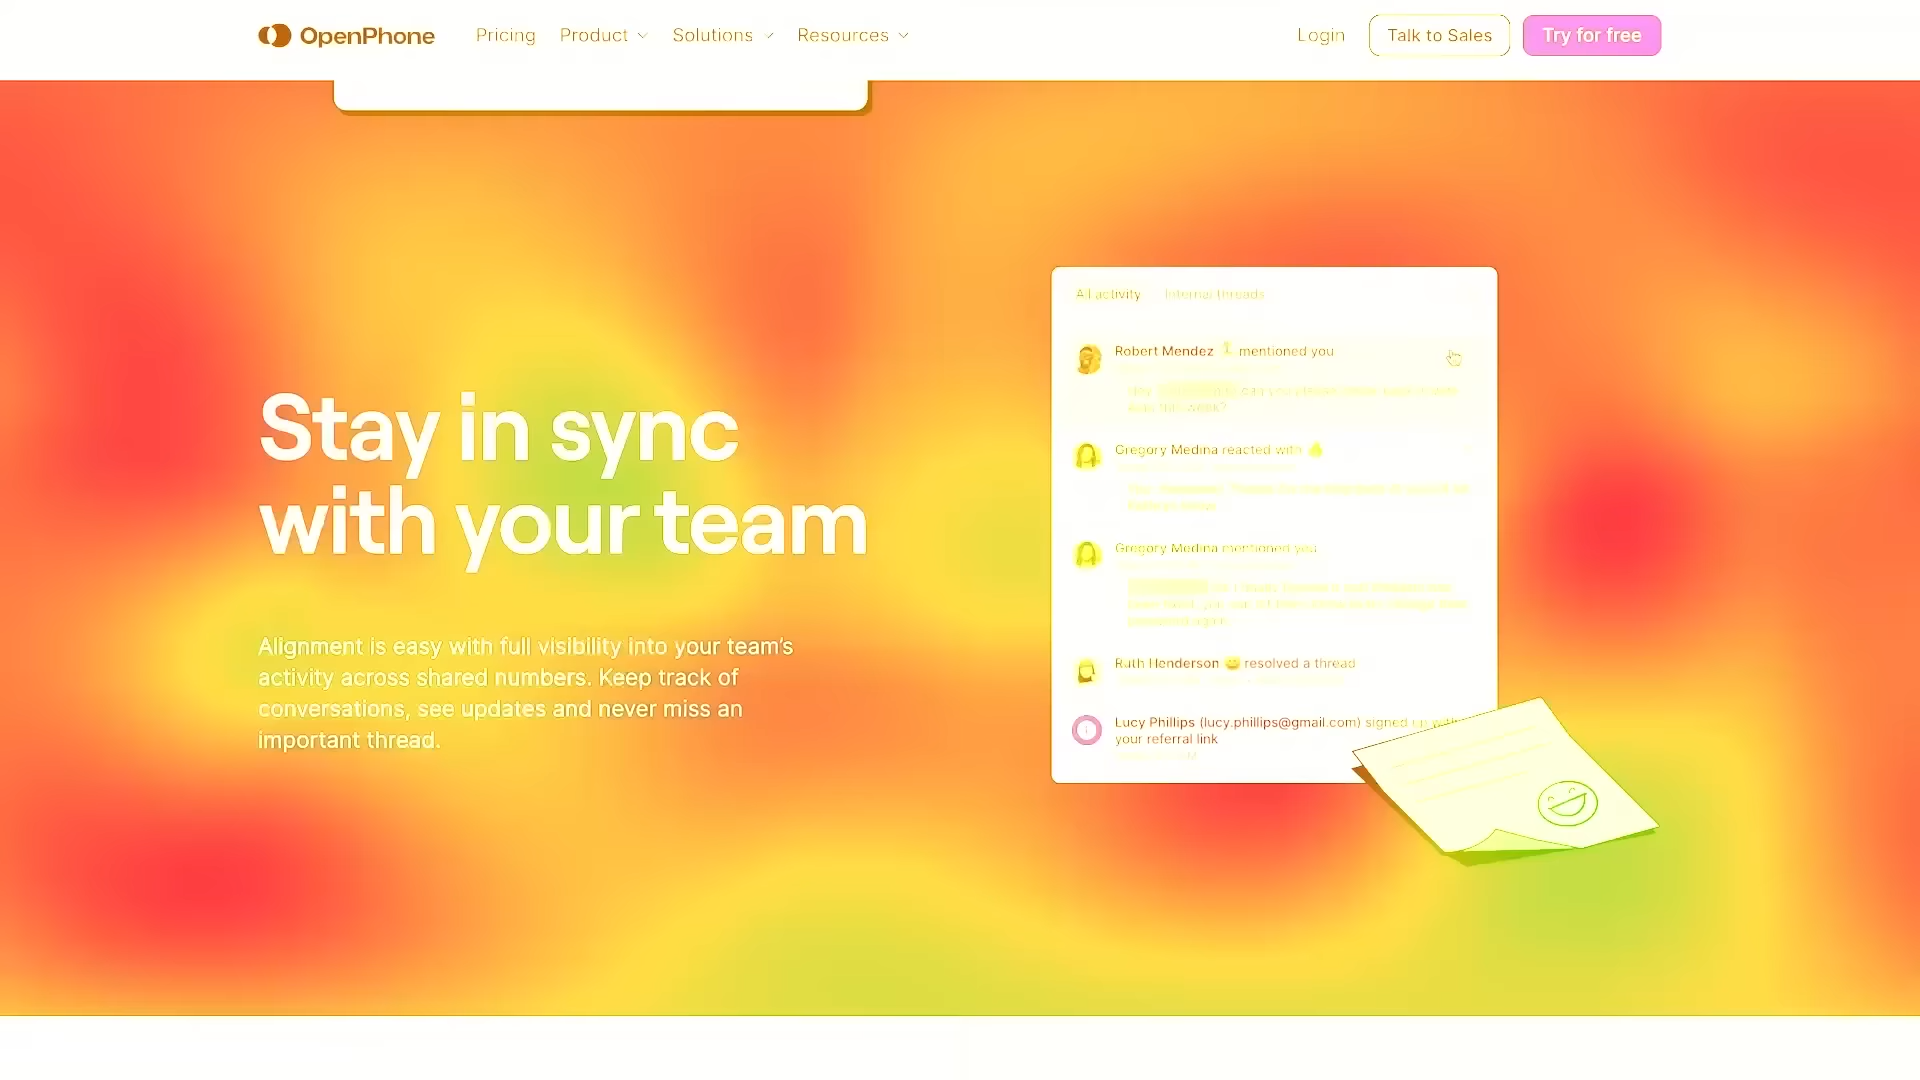 OpenPhone
Pricing
Product
Solutions
Resources
Login
Talk to Sales
Try for free
Stay in sync
with your team
Alignment is easy with full visibility into your team's
activity across shared numbers. Keep track of
conversations, see updates and never miss an
important thread.
All activity
Internal threads
Robert Mendez mentioned you
Gregory Medina reacted with
Gregory Medina mentioned you
Ruth Henderson resolved a thread
Lucy Phillips (lucy.phillips@gmail.com) signed up with
your referral link